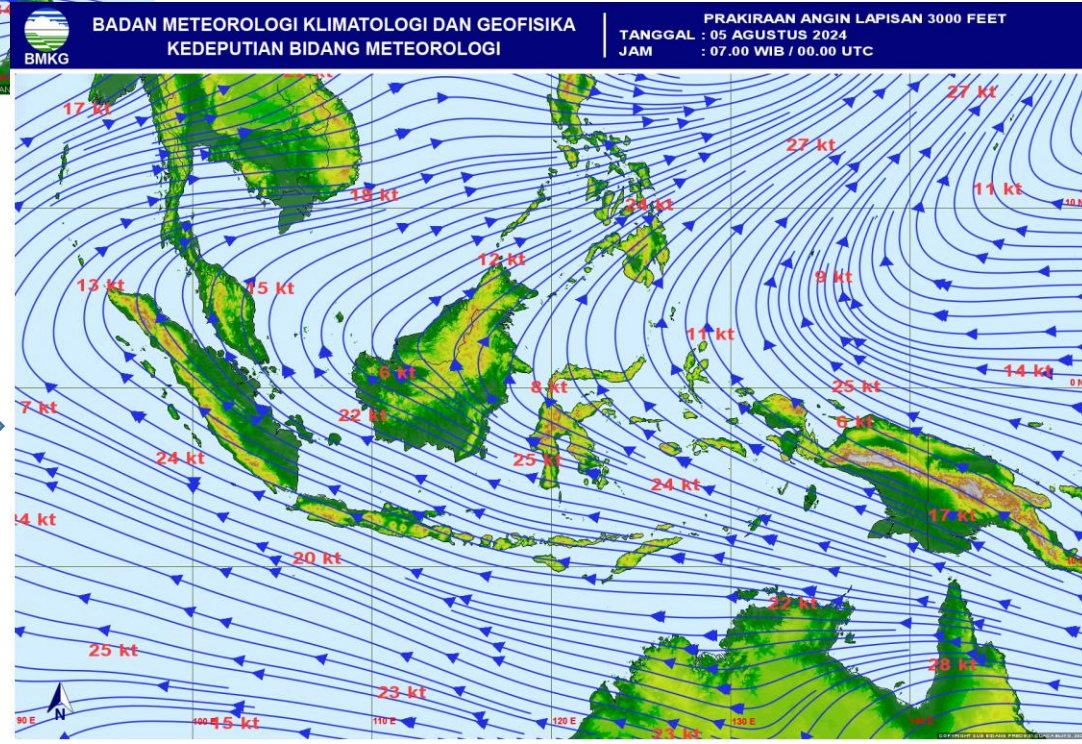 BMKG
BADAN METEOROLOGI KLIMATOLOGI DAN GEOFISIKA
KEDEPUTIAN BIDANG METEOROLOGI
PRAKIRAAN ANGIN LAPISAN 3000 FEET
TANGGAL : 05 AGUSTUS 2024
JAM : 07.00 WIB / 00.00 UTC
17 kt
27 kt
27 kt
18 kt
11 kt
24 kt
10 N
12 kt
9 kt
13 kt
15 kt
11 kt
6 kt
8 kt
14 kt
0 N
25 kt
7 kt
22 kt
6 kt
24 kt
25 kt
24 kt
4 kt
17 kt
20 kt
22 kt
25 kt
28 kt
23 kt
N
90 E
100 E
110 E
120 E
130 E
15 kt
23 kt